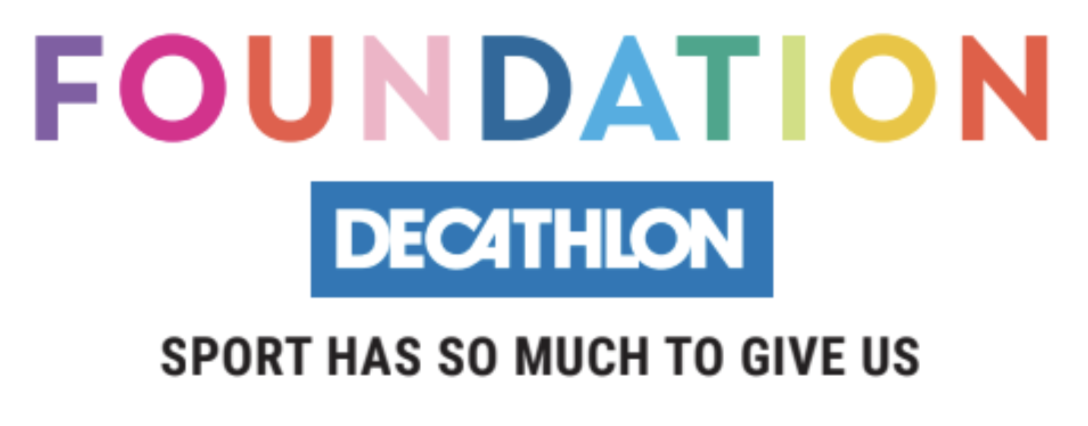 FOUNDATION
DECATHLON
SPORT HAS SO MUCH TO GIVE US